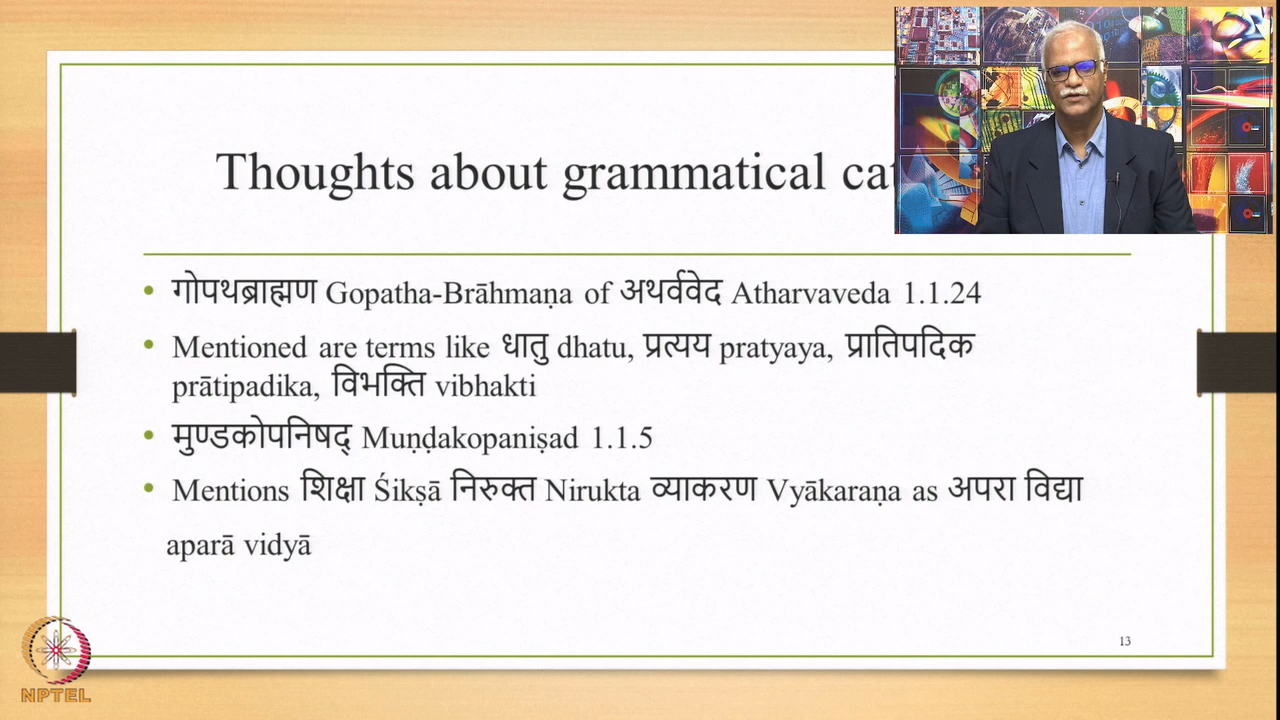 Thoughts about grammatical
• गोपथब्राह्मण Gopatha-Brāhmaṇa of अथर्ववेद Atharvaveda 1.1.24
• Mentioned are terms like धातु dhatu, प्रत्यय pratyaya, प्रातिपदिक
prātipadika, विभक्ति vibhakti
• मुण्डकोपनिषद् Muṇḍakopaniṣad 1.1.5
• Mentions शिक्षा Śikṣā निरुक्त Nirukta व्याकरण Vyākaraṇa as अपरा विद्या
aparā vidyā
13
NPTEL